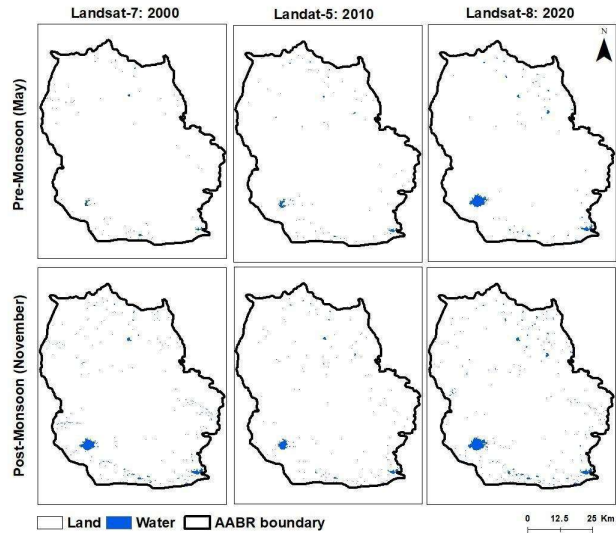 Landsat-7: 2000
Landat-5: 2010
Landsat-8: 2020
N
Pre-Monsoon (May)
Post-Monsoon (November)
Land Water AABR boundary
0 12.5 25 Km